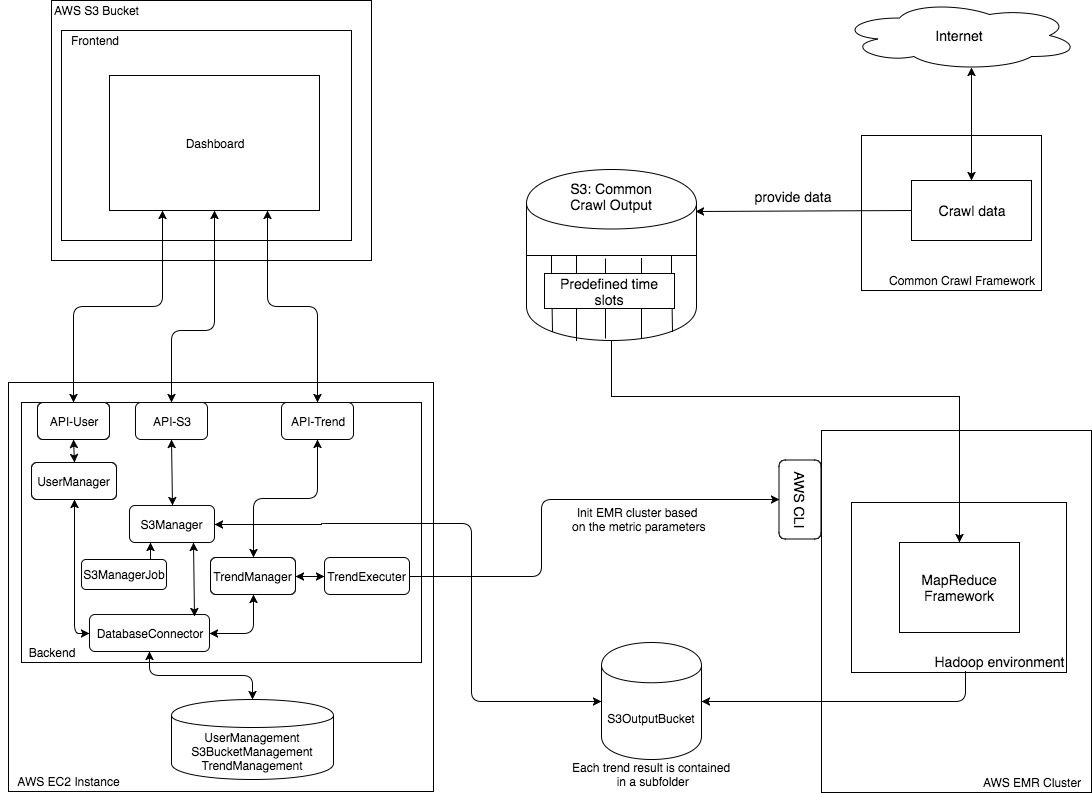 AWS S3 Bucket
Frontend
Dashboard
Internet
Crawl data
Common Crawl Framework
provide data
S3: Common
Crawl Output
Predefined time
slots
API-User
API-S3
API-Trend
UserManager
S3Manager
S3ManagerJob
TrendManager
TrendExecuter
DatabaseConnector
Backend
UserManagement
S3BucketManagement
TrendManagement
AWS EC2 Instance
Init EMR cluster based
on the metric parameters
AWS CLI
MapReduce
Framework
Hadoop environment
AWS EMR Cluster
S3OutputBucket
Each trend result is contained
in a subfolder